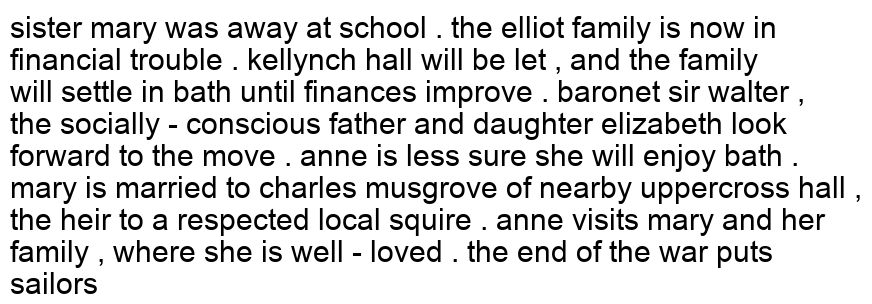 sister mary was away at school . the elliot family is now in
financial trouble . kellynch hall will be let , and the family
will settle in bath until finances improve . baronet sir walter ,
the socially - conscious father and daughter elizabeth look
forward to the move . anne is less sure she will enjoy bath .
mary is married to charles musgrove of nearby uppercross hall ,
the heir to a respected local squire . anne visits mary and her
family , where she is well - loved . the end of the war puts
sailors